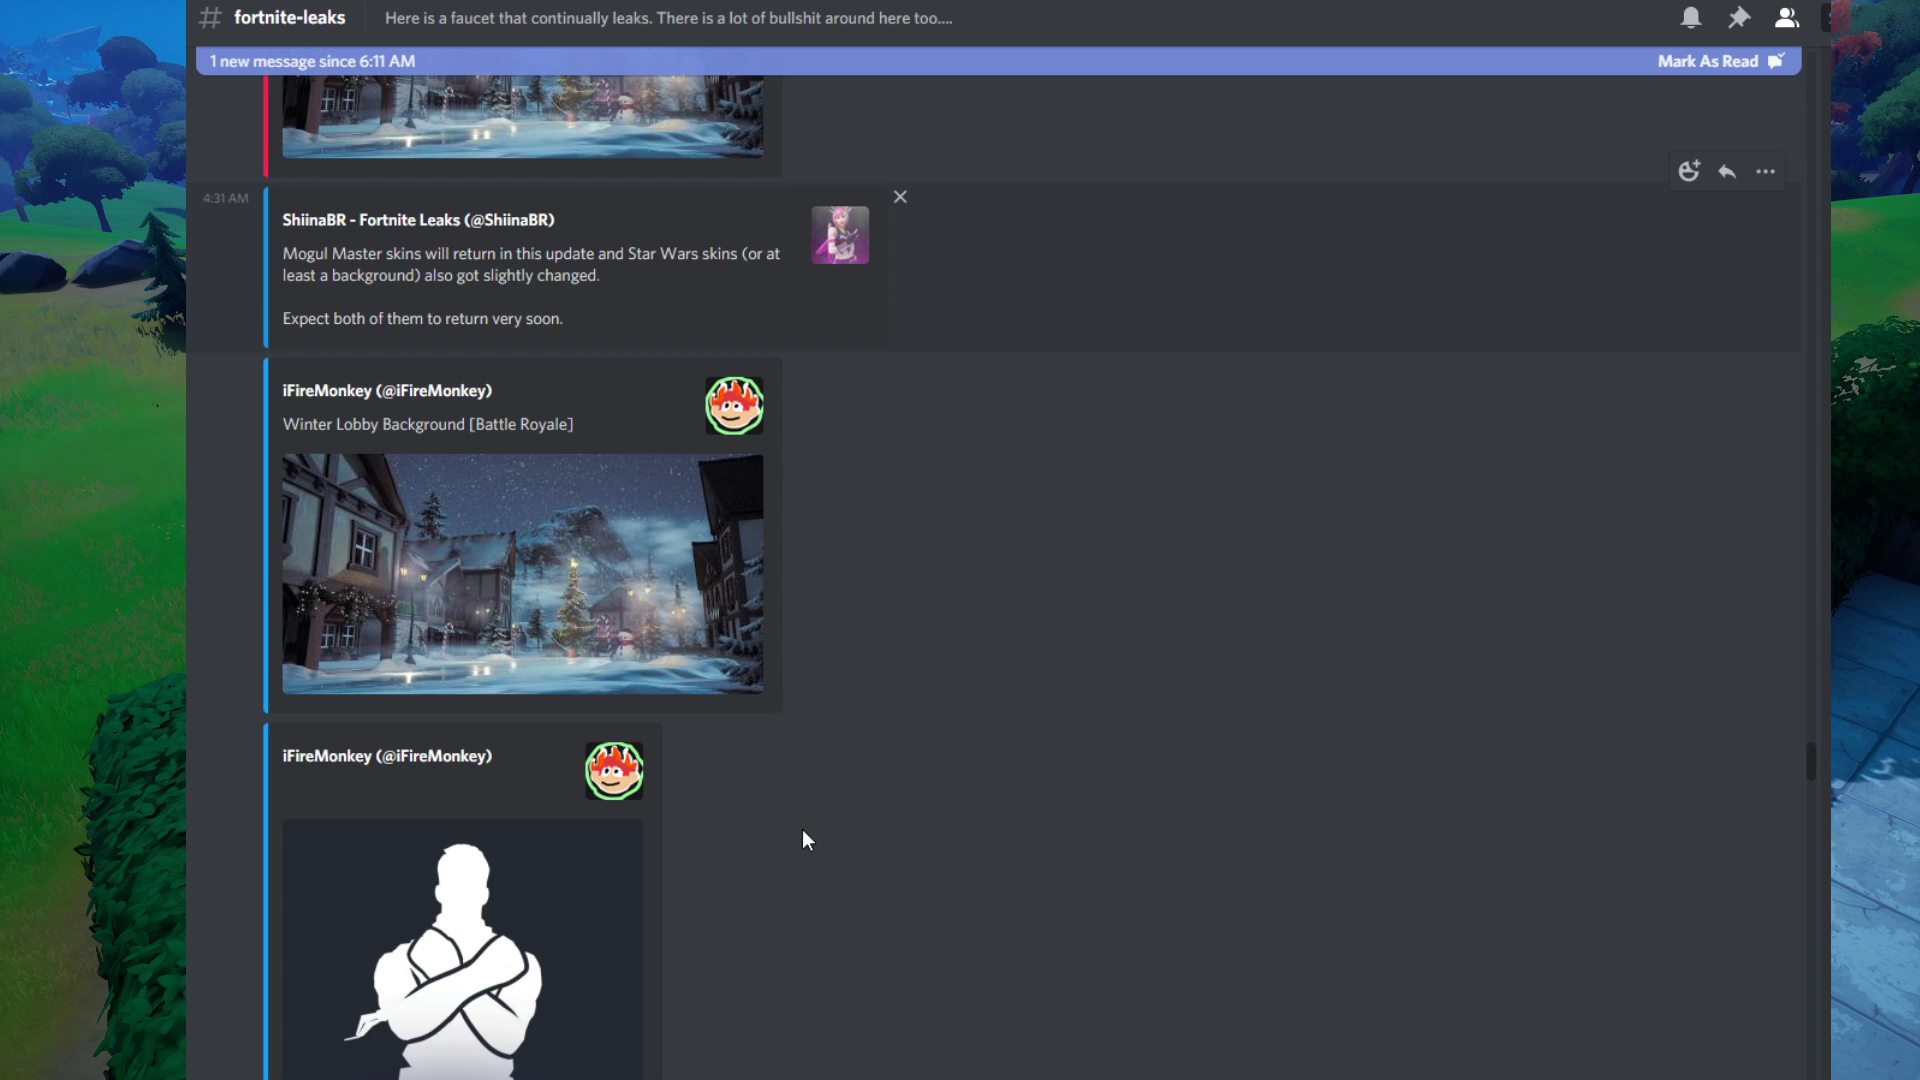 fortnite-leaks
Here is a faucet that continually leaks. There is a lot of bullshit around here too....
1 new message since 6:11 AM
Mark As Read
4:31 AM
ShiinaBR - Fortnite Leaks (@ShiinaBR)
Mogul Master skins will return in this update and Star Wars skins (or at
least a background) also got slightly changed.
Expect both of them to return very soon.
iFireMonkey (@iFireMonkey)
Winter Lobby Background [Battle Royale]
iFireMonkey (@iFireMonkey)